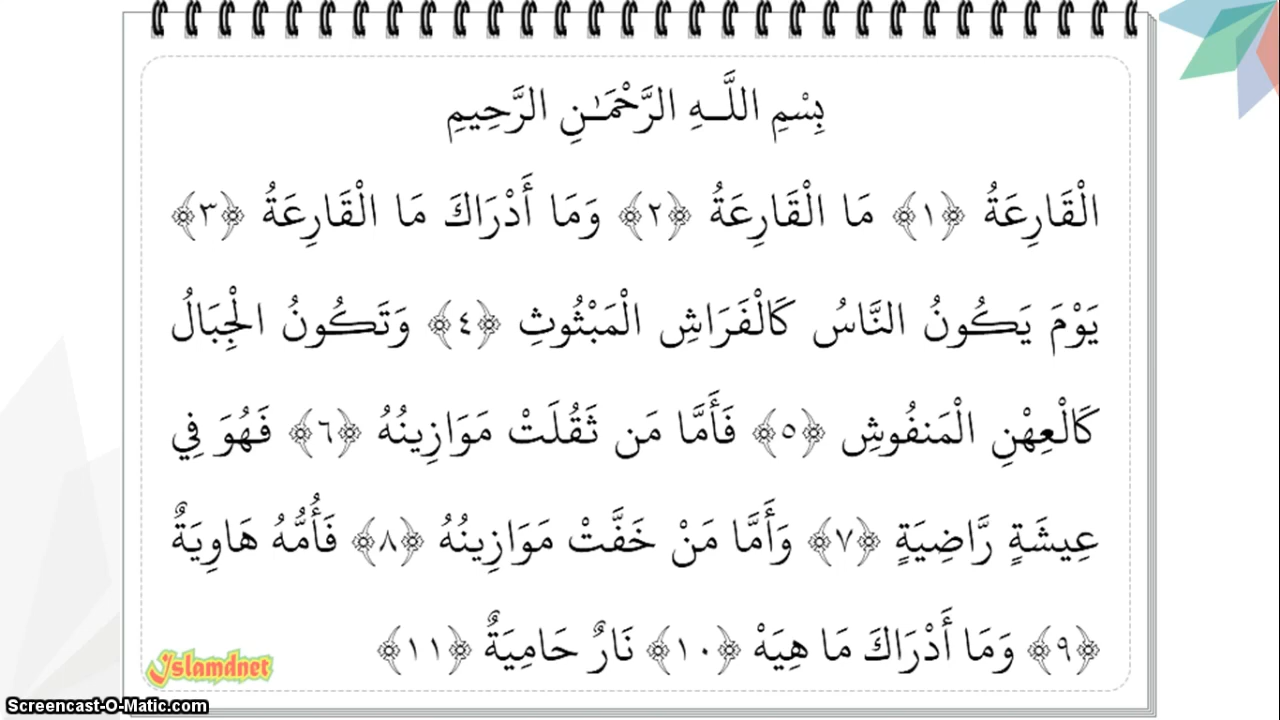 بِسْمِ اللَّـهِ الرَّحْمَـٰنِ الرَّحِيمِ
الْقَارِعَةُ ﴿١﴾ مَا الْقَارِعَةُ ﴿٢﴾ وَمَا أَدْرَاكَ مَا الْقَارِعَةُ ﴿٣﴾
يَوْمَ يَكُونُ النَّاسُ كَالْفَرَاشِ الْمَبْثُوثِ ﴿٤﴾ وَتَكُونُ الْجِبَالُ
كَالْعِهْنِ الْمَنفُوشِ ﴿٥﴾ فَأَمَّا مَن ثَقُلَتْ مَوَازِينُهُ ﴿٦﴾ فَهُوَ فِي
عِيشَةٍ رَّاضِيَةٍ ﴿٧﴾ وَأَمَّا مَنْ خَفَّتْ مَوَازِينُهُ ﴿٨﴾ فَأُمُّهُ هَاوِيَةٌ
﴿٩﴾ وَمَا أَدْرَاكَ مَا هِيَهْ ﴿١٠﴾ نَارٌ حَامِيَةٌ ﴿١١﴾
Islamdnet
Screencast-O-Matic.com